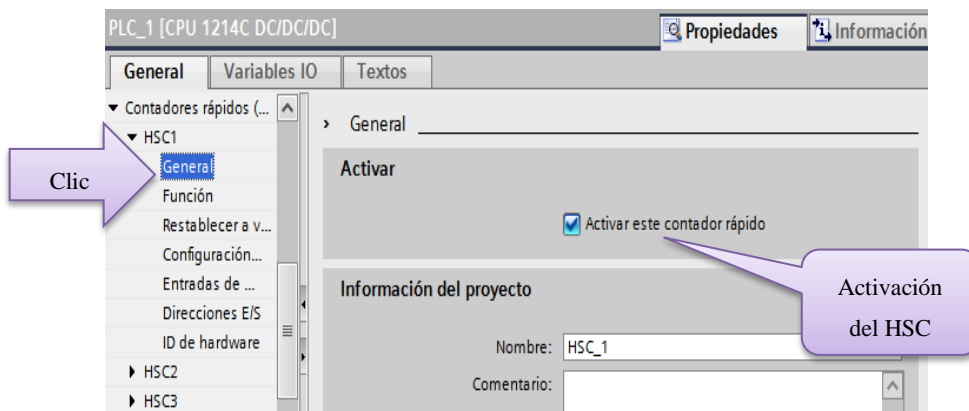 PLC_1 [CPU 1214C DC/DC/DC]
Propiedades
Información
General
Variables IO
Textos
Contadores rápidos (...
HSC1
General
Función
Restablecer a v...
Configuración...
Entradas de ...
Direcciones E/S
ID de hardware
HSC2
HSC3
Clic
General
Activar
Activar este contador rápido
Activación
del HSC
Información del proyecto
Nombre: HSC_1
Comentario: